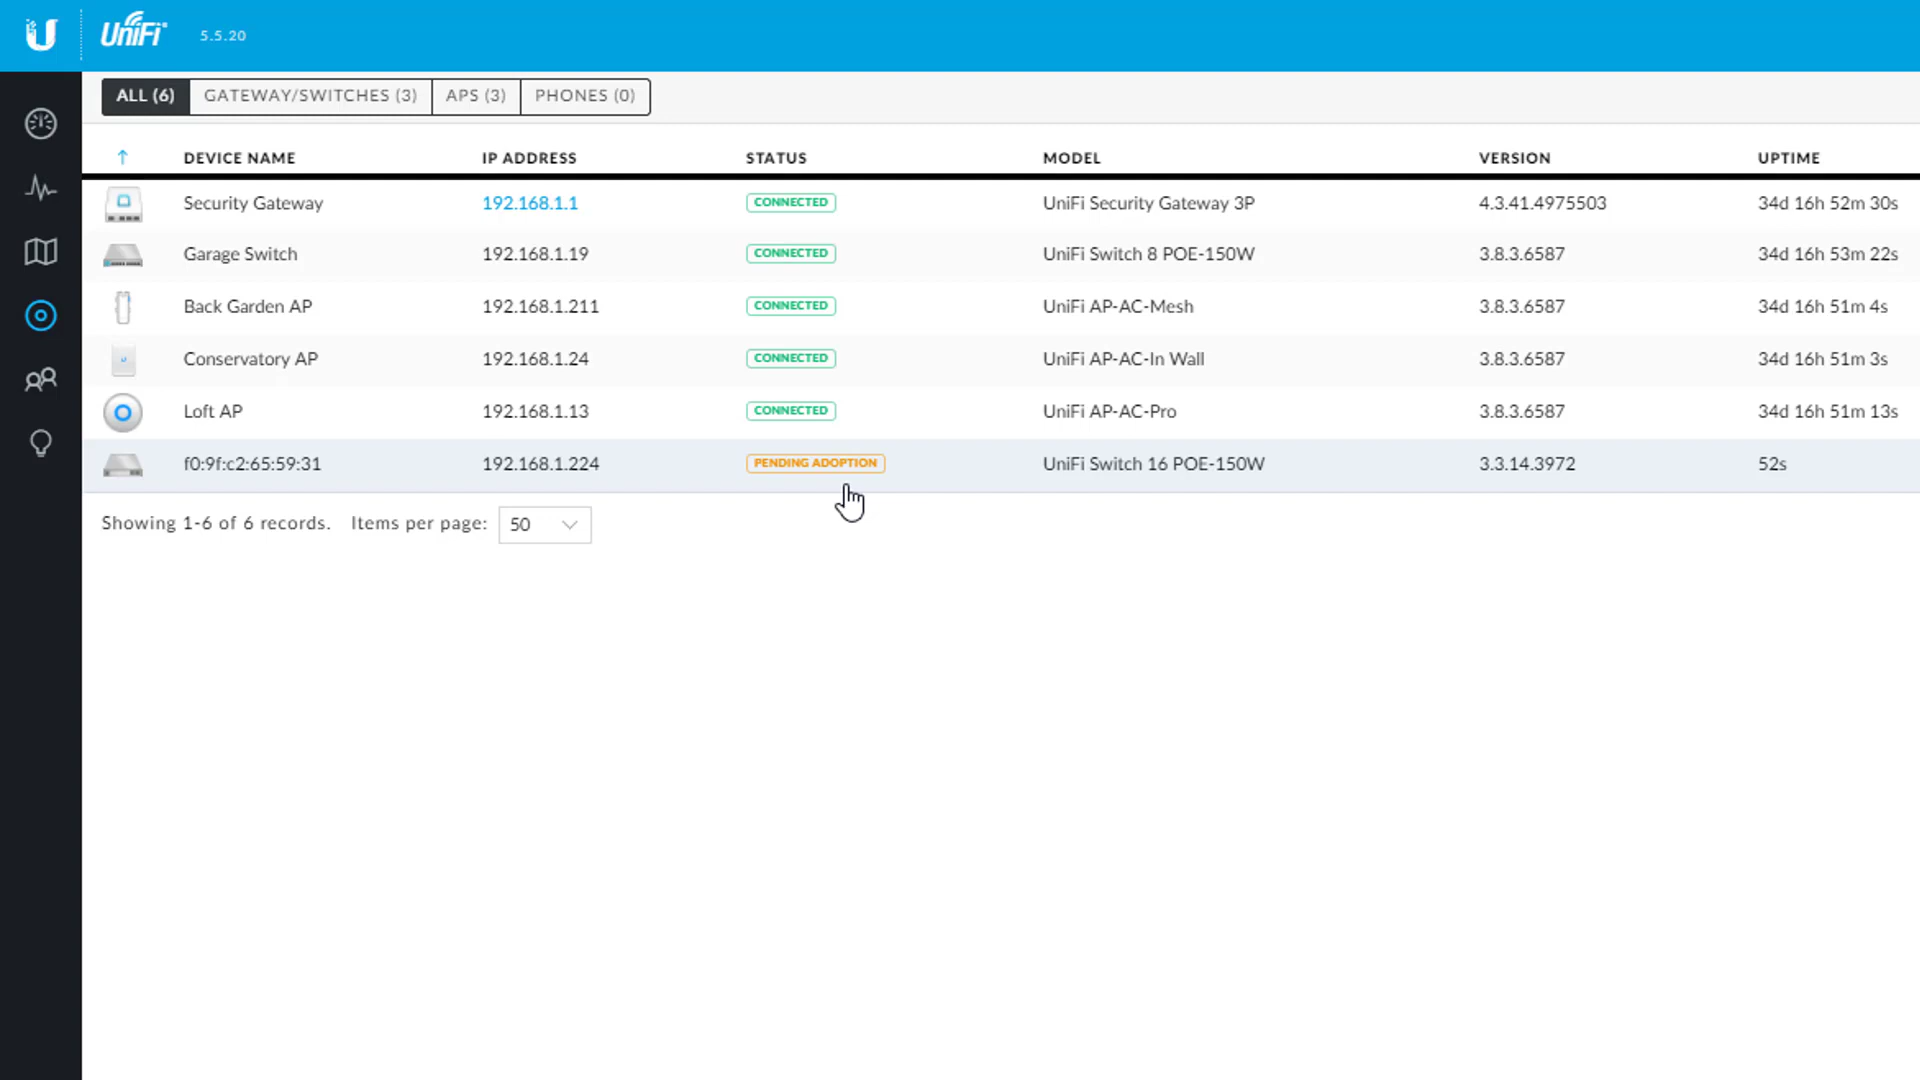 U UniFi 5.5.20
ALL (6) GATEWAY/SWITCHES (3) APS (3) PHONES (0)
↑ DEVICE NAME IP ADDRESS STATUS MODEL VERSION UPTIME
Security Gateway 192.168.1.1 CONNECTED UniFi Security Gateway 3P 4.3.41.4975503 34d 16h 52m 30s
Garage Switch 192.168.1.19 CONNECTED UniFi Switch 8 POE-150W 3.8.3.6587 34d 16h 53m 22s
Back Garden AP 192.168.1.211 CONNECTED UniFi AP-AC-Mesh 3.8.3.6587 34d 16h 51m 4s
Conservatory AP 192.168.1.24 CONNECTED UniFi AP-AC-In Wall 3.8.3.6587 34d 16h 51m 3s
Loft AP 192.168.1.13 CONNECTED UniFi AP-AC-Pro 3.8.3.6587 34d 16h 51m 13s
f0:9f:c2:65:59:31 192.168.1.224 PENDING ADOPTION UniFi Switch 16 POE-150W 3.3.14.3972 52s
Showing 1-6 of 6 records. Items per page: 50